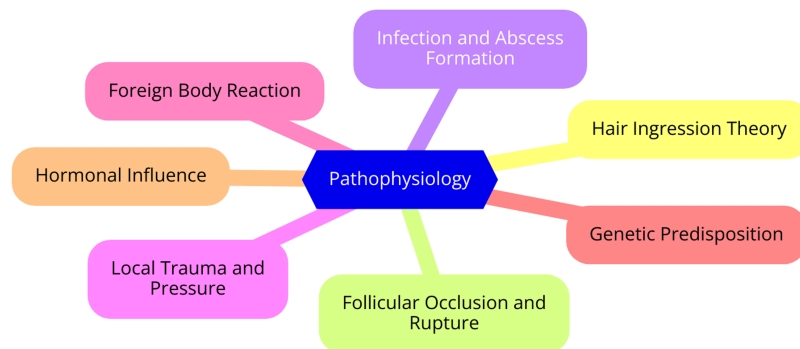 Infection and Abscess
Formation
Foreign Body Reaction
Hair Ingression Theory
Hormonal Influence
Pathophysiology
Genetic Predisposition
Local Trauma and
Pressure
Follicular Occlusion and
Rupture